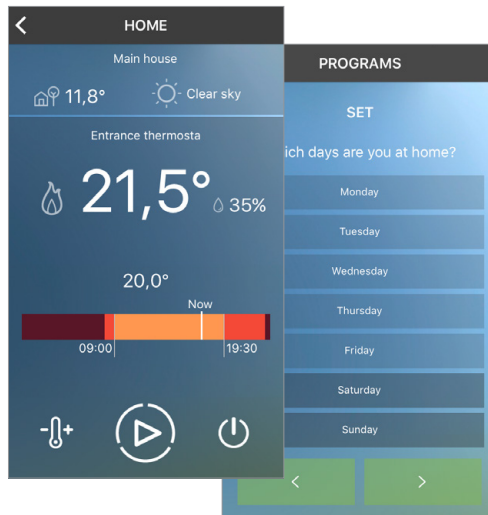 HOME
Main house
11,8°
Clear sky
Entrance thermosta
21,5°
35%
20,0°
Now
09:00
19:30
PROGRAMS
SET
days are you at home?
Monday
Tuesday
Wednesday
Thursday
Friday
Saturday
Sunday